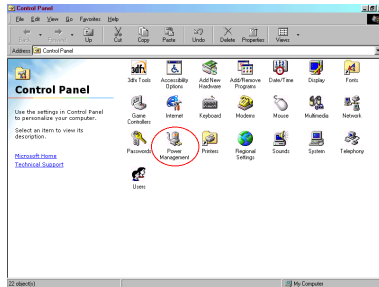 Control Panel
File Edit View Go Favorites Help
Back Forward Up Cut Copy Paste Undo Delete Properties Views
Address Control Panel
Control Panel
Use the settings in Control Panel
to personalize your computer.
Select an item to view its
description.
Microsoft Home
Technical Support
3dfx Tools Accessibility Options Add New Hardware Add/Remove Programs Date/Time Display Fonts
Game Controllers Internet Keyboard Modems Mouse Multimedia Network
Passwords Power Management Printers Regional Settings Sounds System Telephony
Users
22 object(s) My Computer